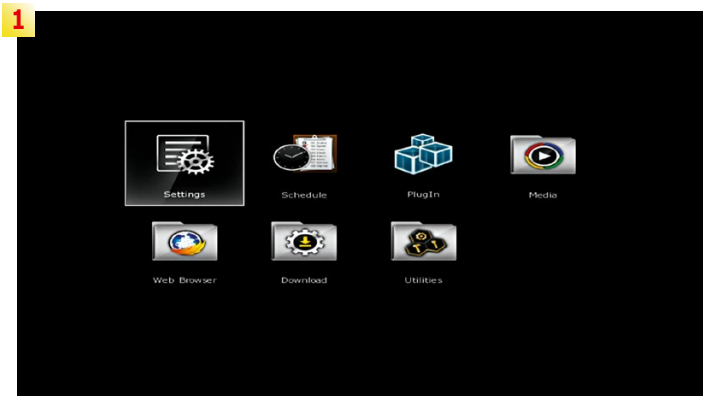 1
Settings
Schedule
PlugIn
Media
Web Browser
Download
Utilities